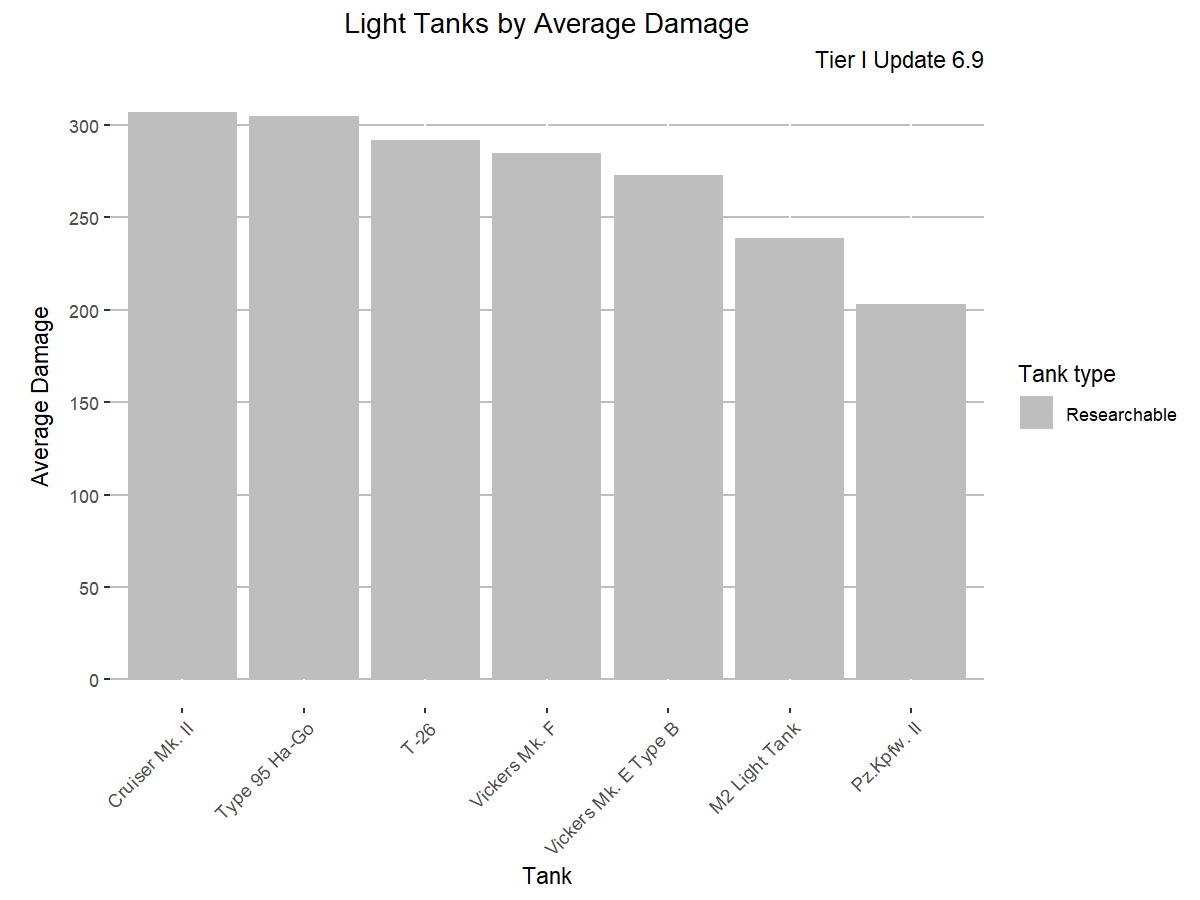 Light Tanks by Average Damage
Tier I Update 6.9
Average Damage
300
250
200
150
100
50
0
Cruiser Mk. II
Type 95 Ha-Go
T-26
Vickers Mk. F
Vickers Mk. E Type B
M2 Light Tank
Pz.Kpfw. II
Tank
Tank type
Researchable